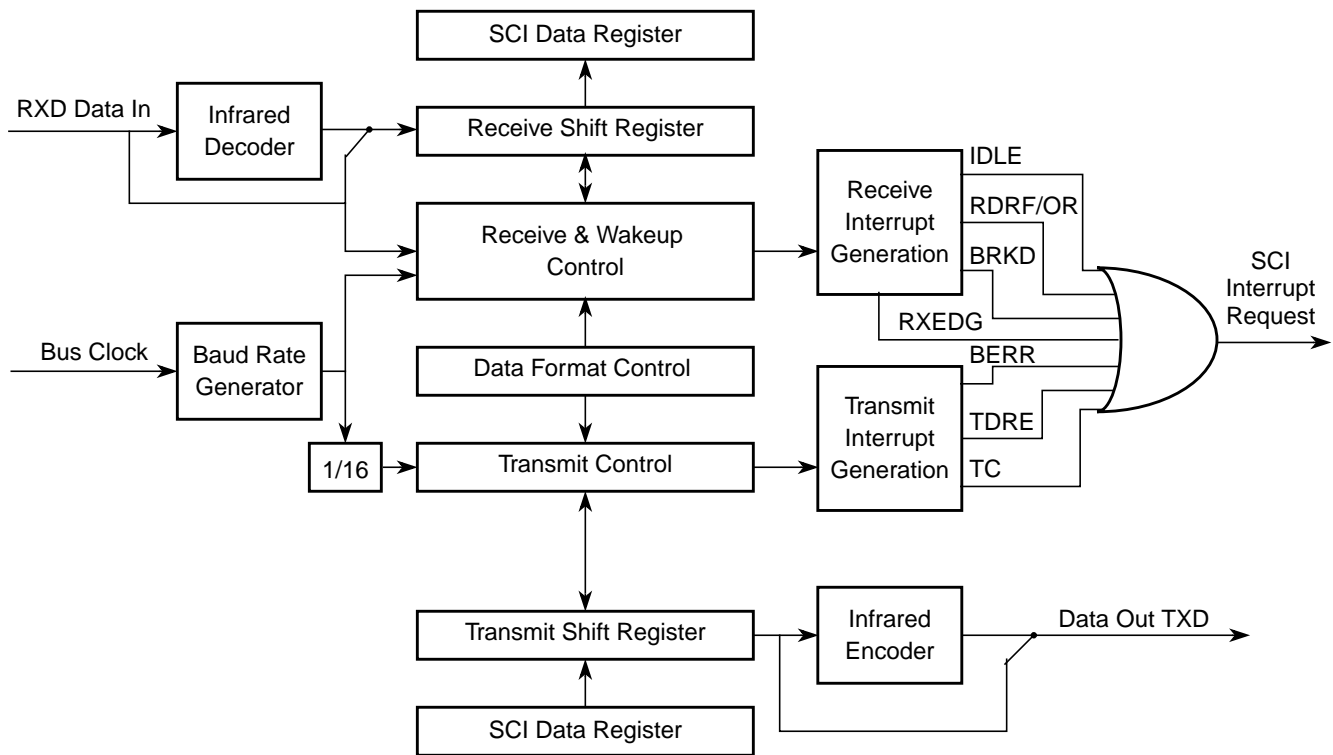 SCI Data Register
RXD Data In
Infrared
Decoder
Receive Shift Register
Receive & Wakeup
Control
Receive
Interrupt
Generation
IDLE
RDRF/OR
BRKD
RXEDG
SCI
Interrupt
Request
Bus Clock
Baud Rate
Generator
Data Format Control
BERR
Transmit
Interrupt
Generation
TDRE
TC
1/16
Transmit Control
Transmit Shift Register
Infrared
Encoder
Data Out TXD
SCI Data Register